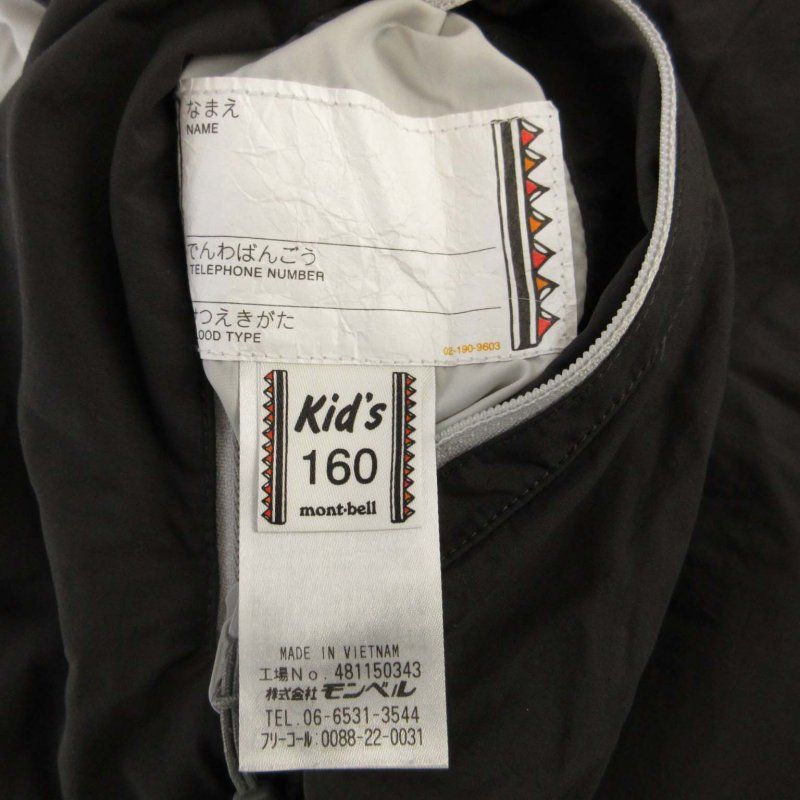 なまえ
NAME
でんわばんごう
TELEPHONE NUMBER
つえきがた
LOOD TYPE
02-190-9603
Kid's
160
mont-bell
MADE IN VIETNAM
工場No. 481150343
株式会社 モンベル
TEL. 06-6531-3544
フリーコール: 0088-22-0031